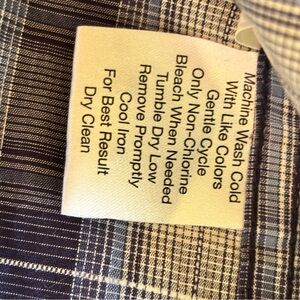 Machine Wash Cold
With Like Colors
Gentle Cycle
Only Non-Chlorine
Bleach When Needed
Tumble Dry Low
Remove Promptly
Cool Iron
For Best Result
Dry Clean